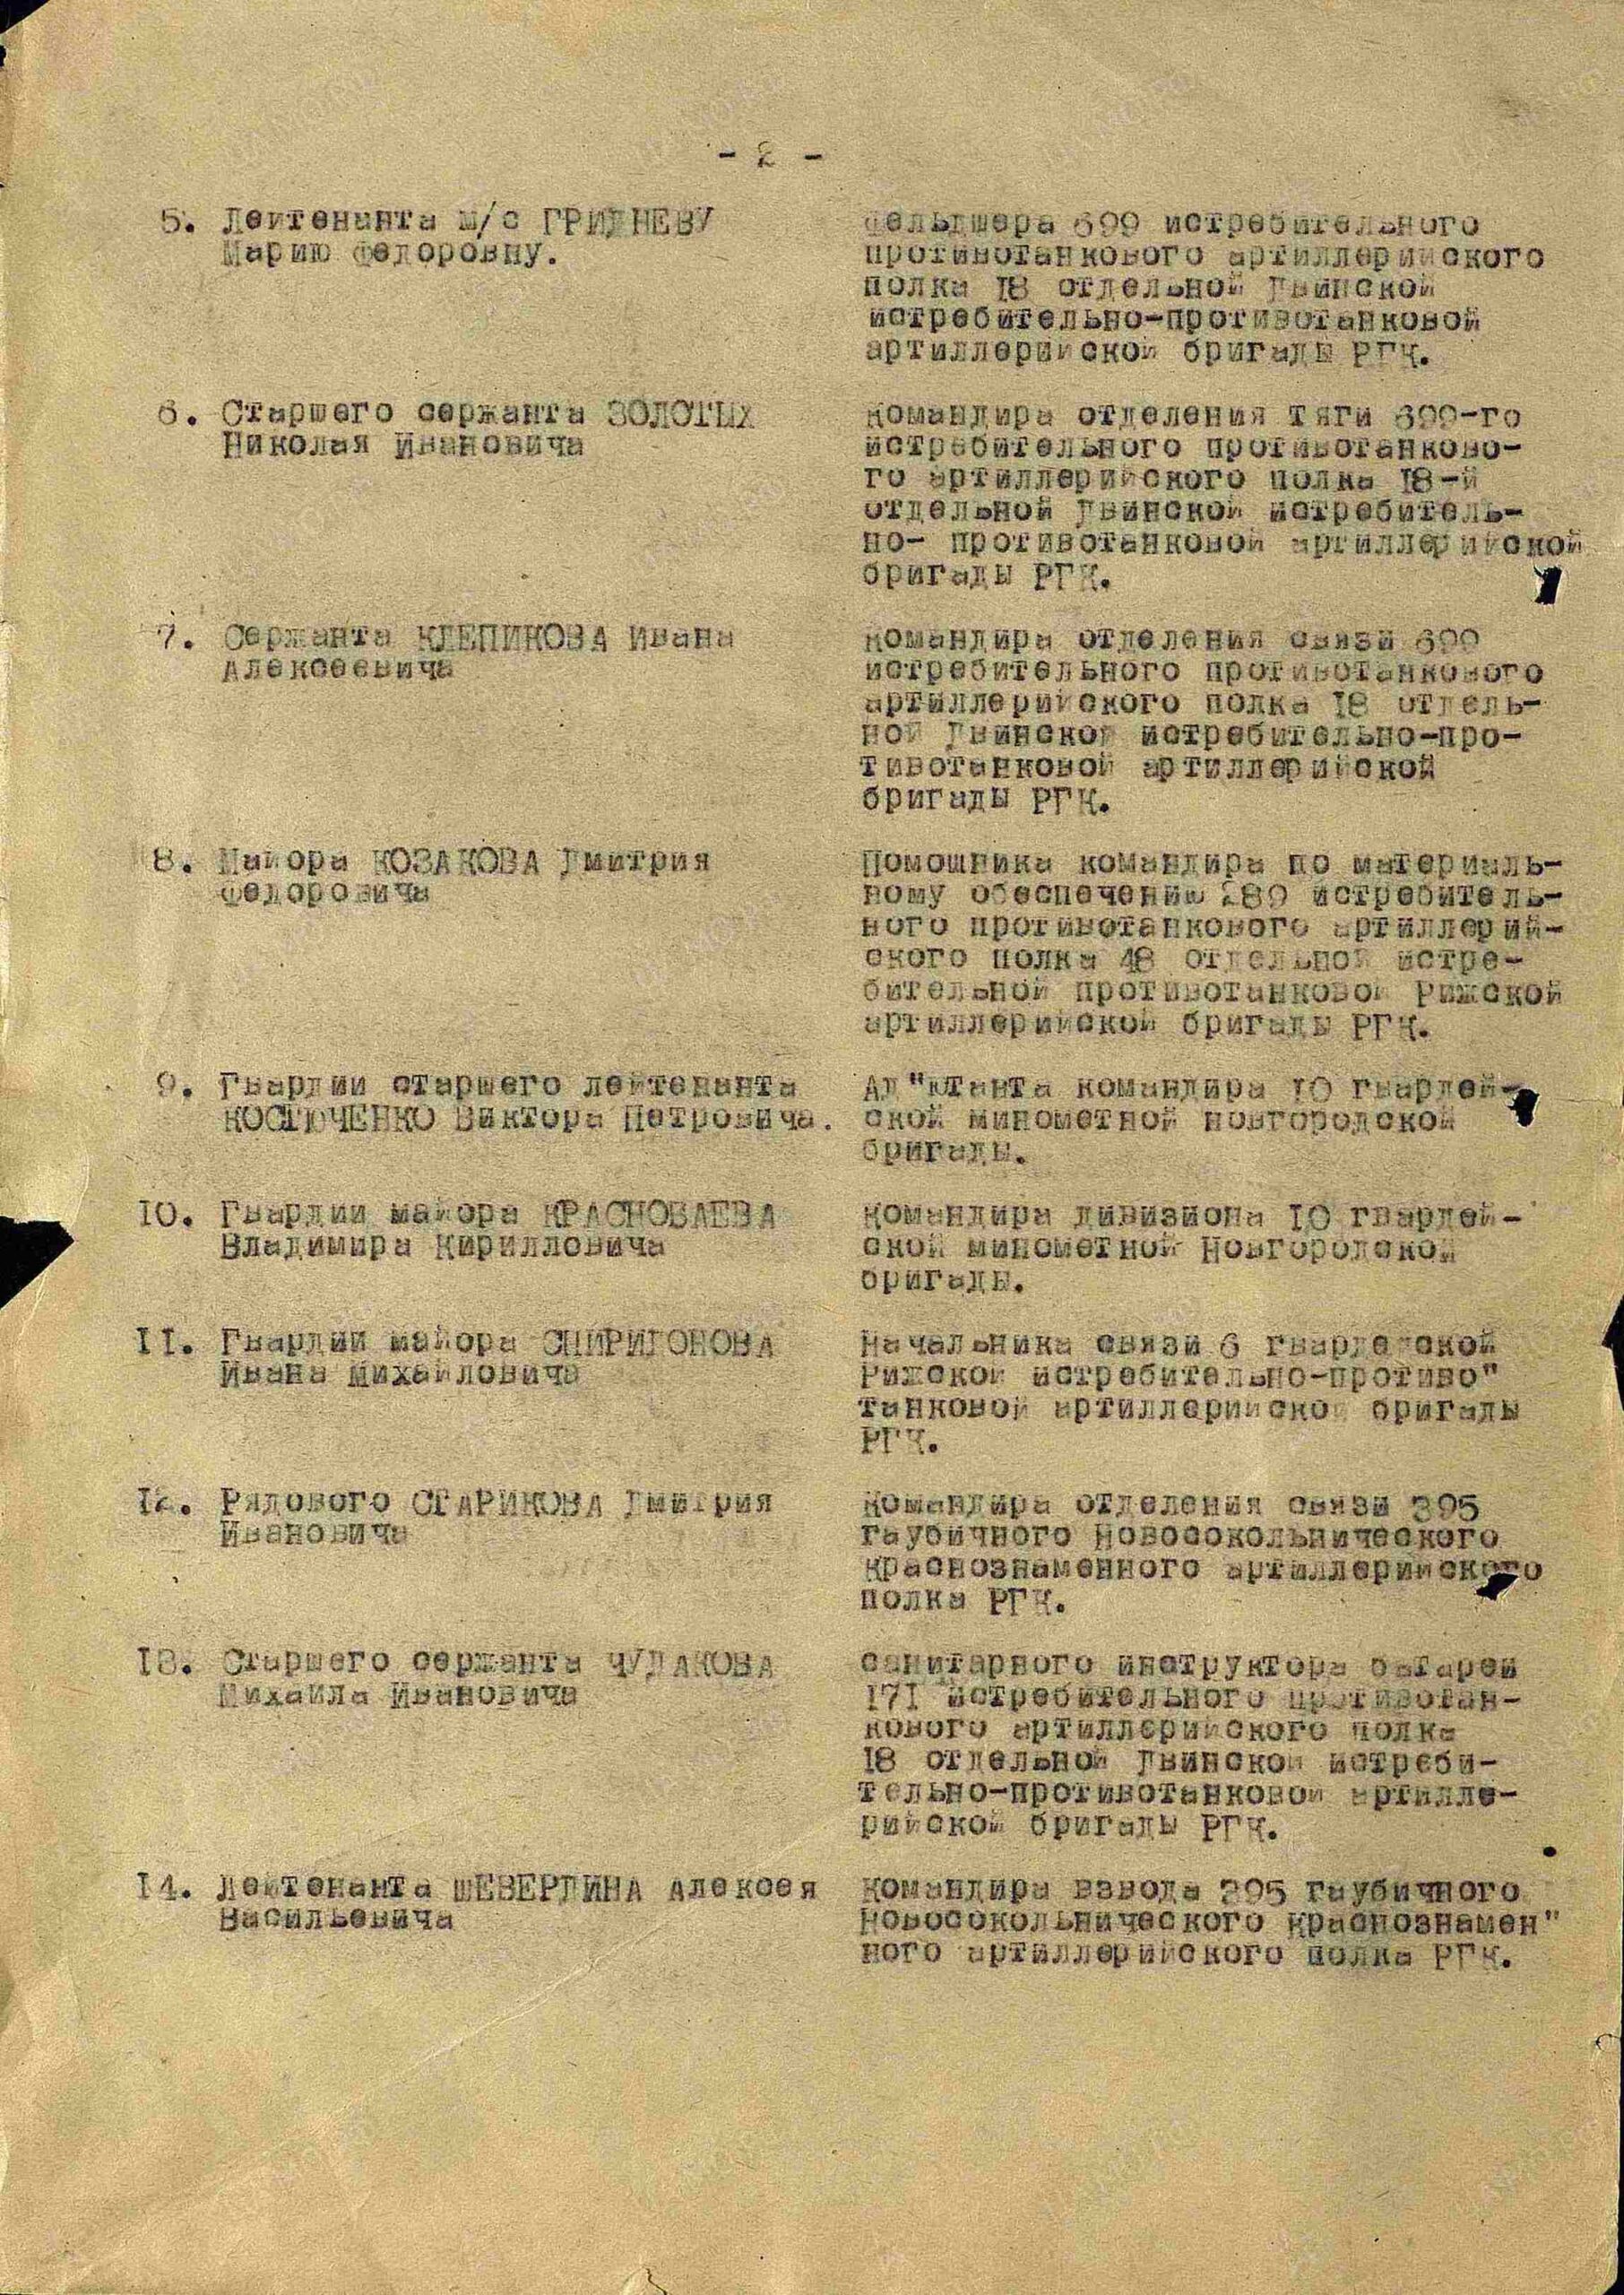 - 2 -
5. Лейтенанта м/с ГРИДНЕВУ
Марию Федоровну.
фельдшера 699 истребительного
противотанкового артиллерийского
полка 18 отдельной Двинской
истребительно-противотанковой
артиллерийской бригады РГК.
6. Старшего сержанта ЗОЛОТЫХ
Николая Ивановича
командира отделения тяги 699-го
истребительного противотанково-
го артиллерийского полка 18-й
отдельной Двинской истребитель-
но- противотанковой артиллерийской
бригады РГК.
7. Сержанта КЛЕПИКОВА Ивана
Алексеевича
командира отделения связи 699
истребительного противотанкового
артиллерийского полка 18 отдель-
ной Двинской истребительно-про-
тивотанковой артиллерийской
бригады РГК.
8. Майора КОЗАКОВА Дмитрия
Федоровича
Помошника командира по материаль-
ному обеспечению 289 истребитель-
ного противотанкового артиллерий-
ского полка 48 отдельной истре-
бительной противотанковой Рижской
артиллерийской бригады РГК.
9. Гвардии старшего лейтенанта
КОСТЮЧЕНКО Виктора Петровича.
Ад"ютанта командира 10 гвардей-
ской минометной Новгородской
бригады.
10. Гвардии майора КРАСНОБАЕВА
Владимира Кирилловича
командира дивизиона 10 гвардей-
ской минометной Новгородской
бригады.
11. Гвардии майора СПИРИДОНОВА
Ивана Михайловича
Начальника связи 6 гвардейской
Рижской истребительно-противо"
танковой артиллерийской бригады
РГК.
12. Рядового СТАРИКОВА Дмитрия
Ивановича
командира отделения связи 395
гаубичного Новосокольнического
краснознаменного артиллерийского
полка РГК.
13. Старшего сержанта ЧУДАКОВА
Михаила Ивановича
санитарного инструктора батареи
171 истребительного противотан-
кового артиллерийского полка
18 отдельной Двинской истреби-
тельно-противотанковой артилле-
рийской бригады РГК.
14. Лейтенанта ШЕВЕРДИНА Алексея
Васильевича
командира взвода 395 гаубичного
Новосокольнического краснознамен"
ного артиллерийского полка РГК.